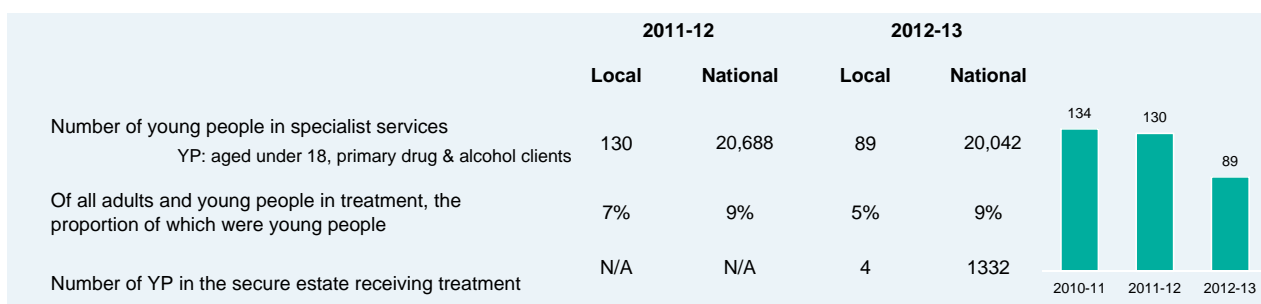 2011-12 2012-13
Local National Local National
Number of young people in specialist services
YP: aged under 18, primary drug & alcohol clients
130 20,688 89 20,042
Of all adults and young people in treatment, the
proportion of which were young people
7% 9% 5% 9%
Number of YP in the secure estate receiving treatment
N/A N/A 4 1332
134 130 89
2010-11 2011-12 2012-13